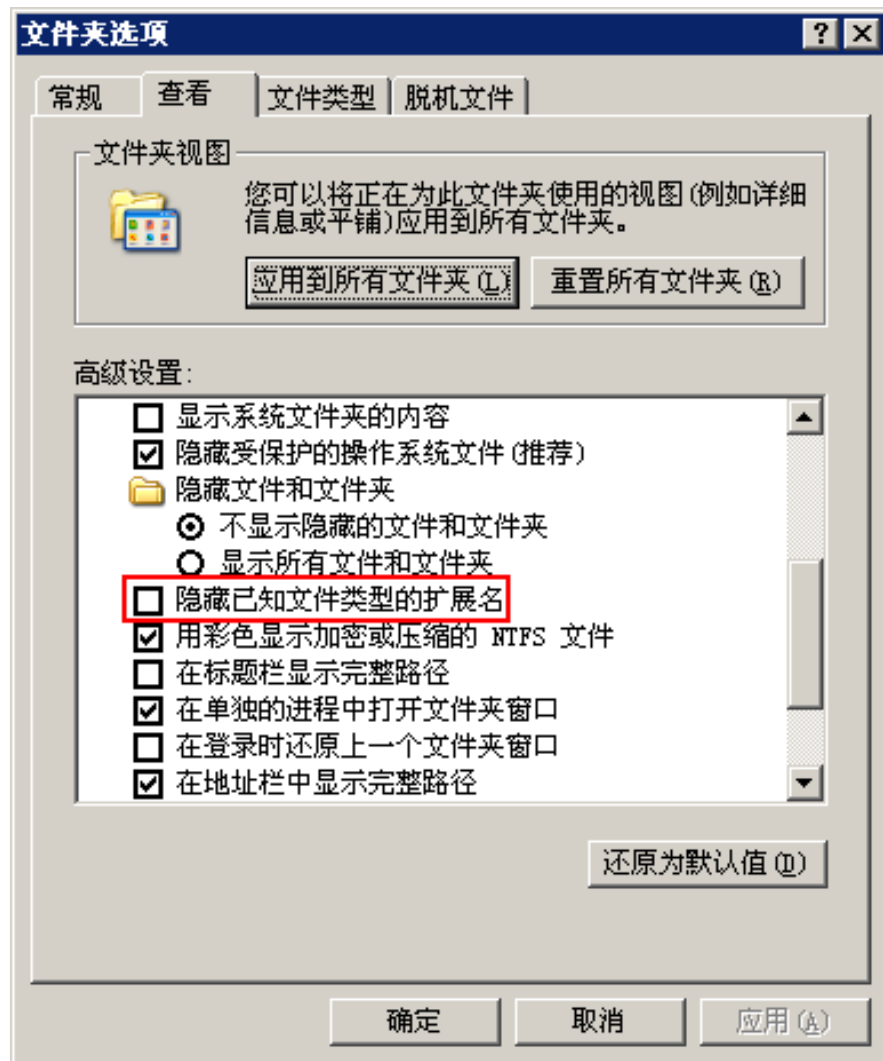 文件夹选项
常规 查看 文件类型 脱机文件
文件夹视图
您可以将正在为此文件夹使用的视图(例如详细
信息或平铺)应用到所有文件夹。
应用到所有文件夹(L) 重置所有文件夹(R)
高级设置:
显示系统文件夹的内容
隐藏受保护的操作系统文件(推荐)
隐藏文件和文件夹
不显示隐藏的文件和文件夹
显示所有文件和文件夹
隐藏已知文件类型的扩展名
用彩色显示加密或压缩的 NTFS 文件
在标题栏显示完整路径
在单独的进程中打开文件夹窗口
在登录时还原上一个文件夹窗口
在地址栏中显示完整路径
还原为默认值(D)
确定 取消 应用(A)